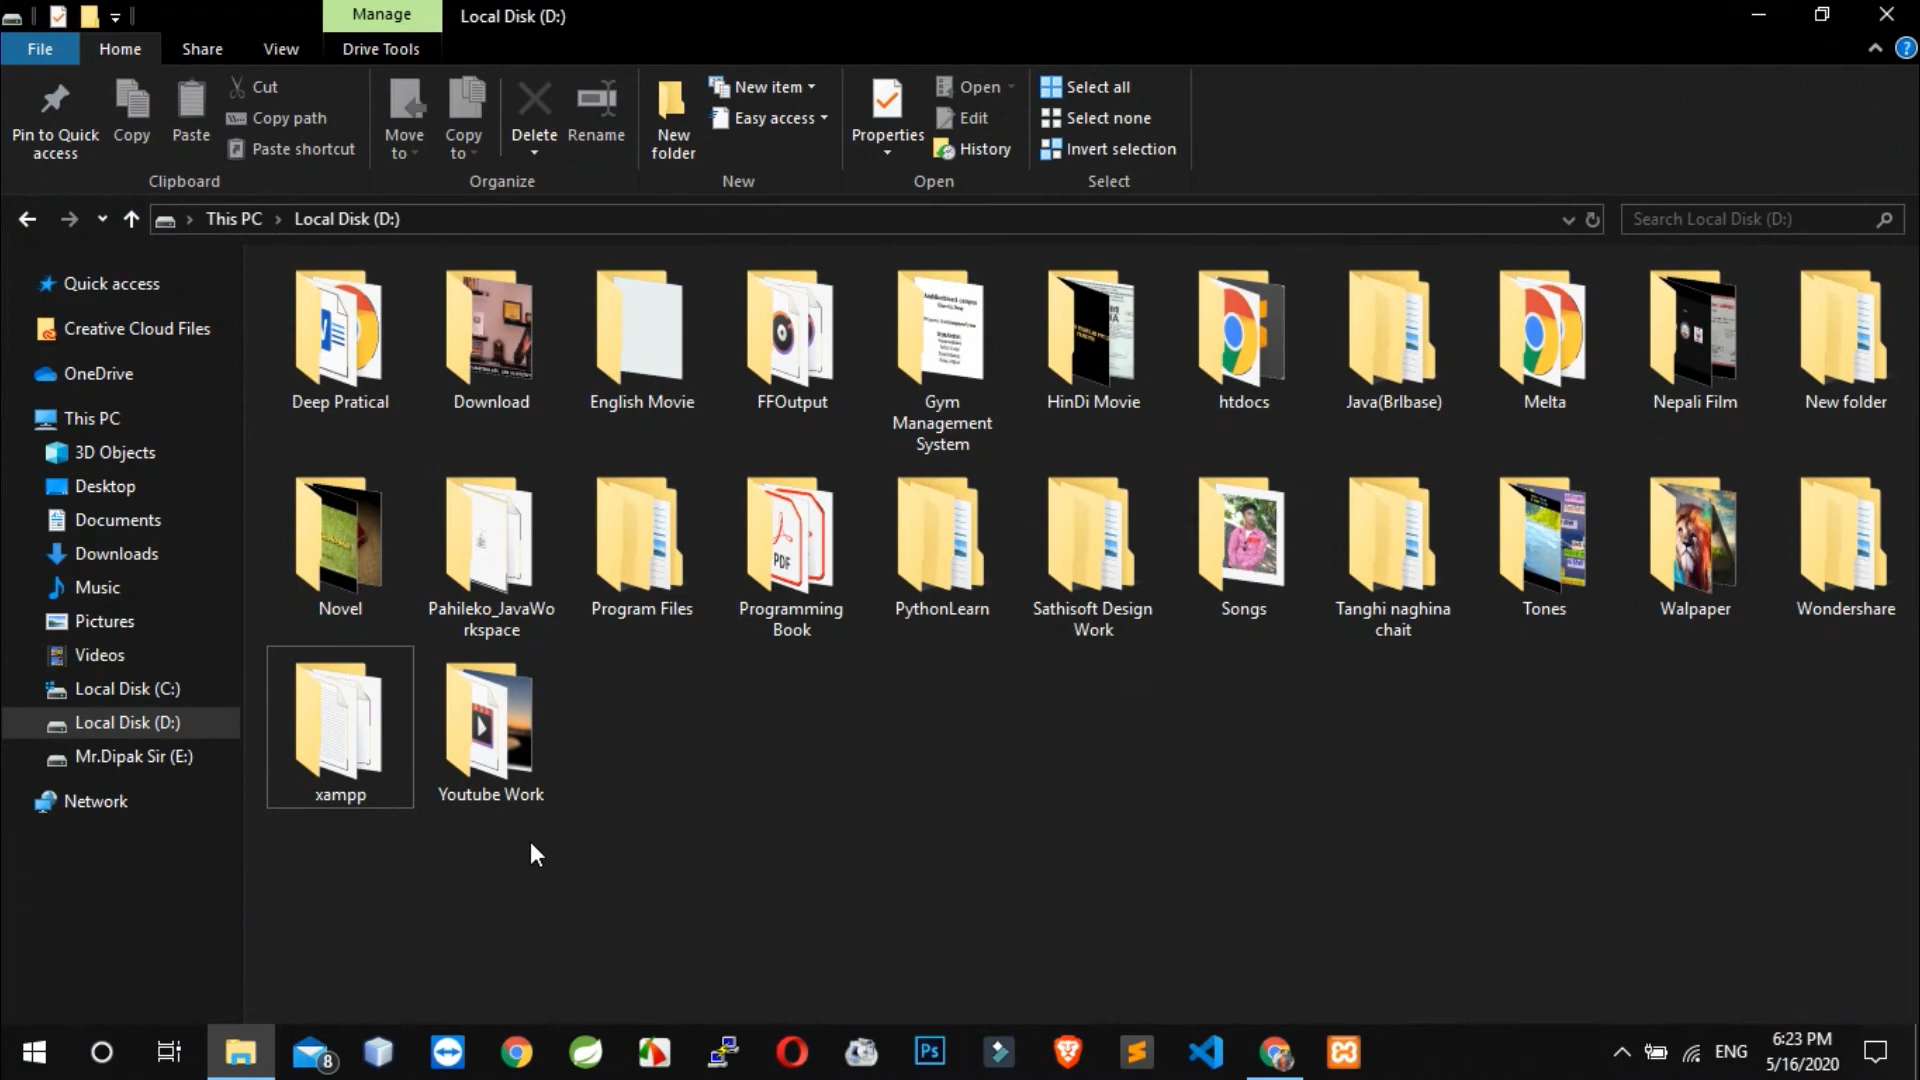 Manage
Local Disk (D:)
File
Home
Share
View
Drive Tools
Pin to Quick
access
Copy
Paste
Cut
Copy path
Paste shortcut
Clipboard
Move
to
Copy
to
Delete
Rename
Organize
New
folder
New item
Easy access
New
Properties
Open
Edit
History
Open
Select all
Select none
Invert selection
Select
This PC
Local Disk (D:)
Search Local Disk (D:)
Quick access
Creative Cloud Files
OneDrive
This PC
3D Objects
Desktop
Documents
Downloads
Music
Pictures
Videos
Local Disk (C:)
Local Disk (D:)
Mr.Dipak Sir (E:)
Network
Deep Pratical
Download
English Movie
FFOutput
Gym
Management
System
HinDi Movie
htdocs
Java(Brlbase)
Melta
Nepali Film
New folder
Novel
Pahileko_JavaWo
rkspace
Program Files
PDF
Programming
Book
PythonLearn
Sathisoft Design
Work
Songs
Tanghi naghina
chait
Tones
Walpaper
Wondershare
xampp
Youtube Work
8
Ps
ENG
6:23 PM
5/16/2020